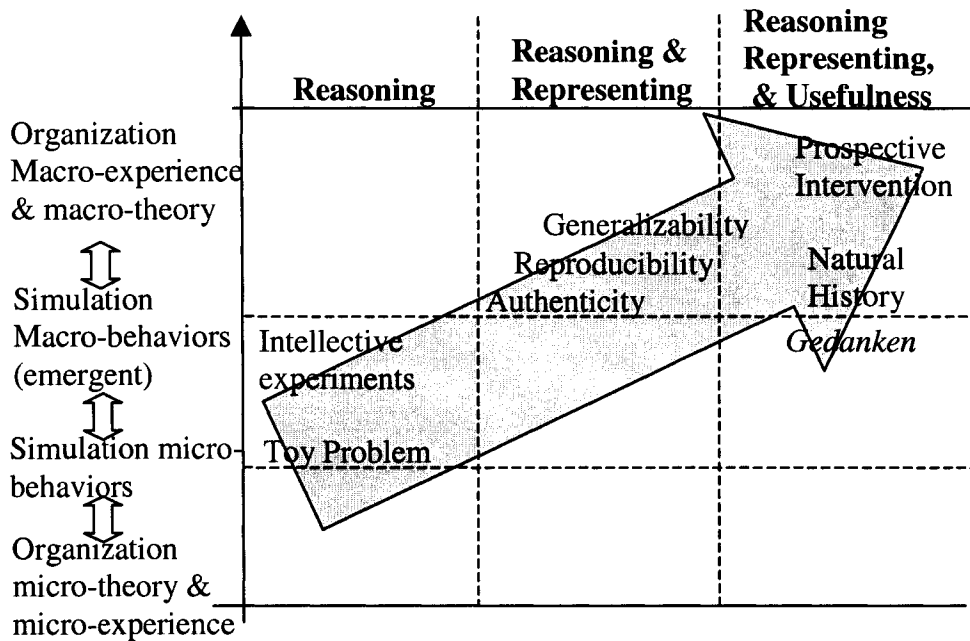 Reasoning
Reasoning &
Representing
Reasoning
Representing,
& Usefulness
Organization
Macro-experience
& macro-theory
Simulation
Macro-behaviors
(emergent)
Simulation micro-
behaviors
Organization
micro-theory &
micro-experience
Intellective
experiments
Toy Problem
Generalizability
Reproducibility
Authenticity
Prospective
Intervention
Natural
History
Gedanken